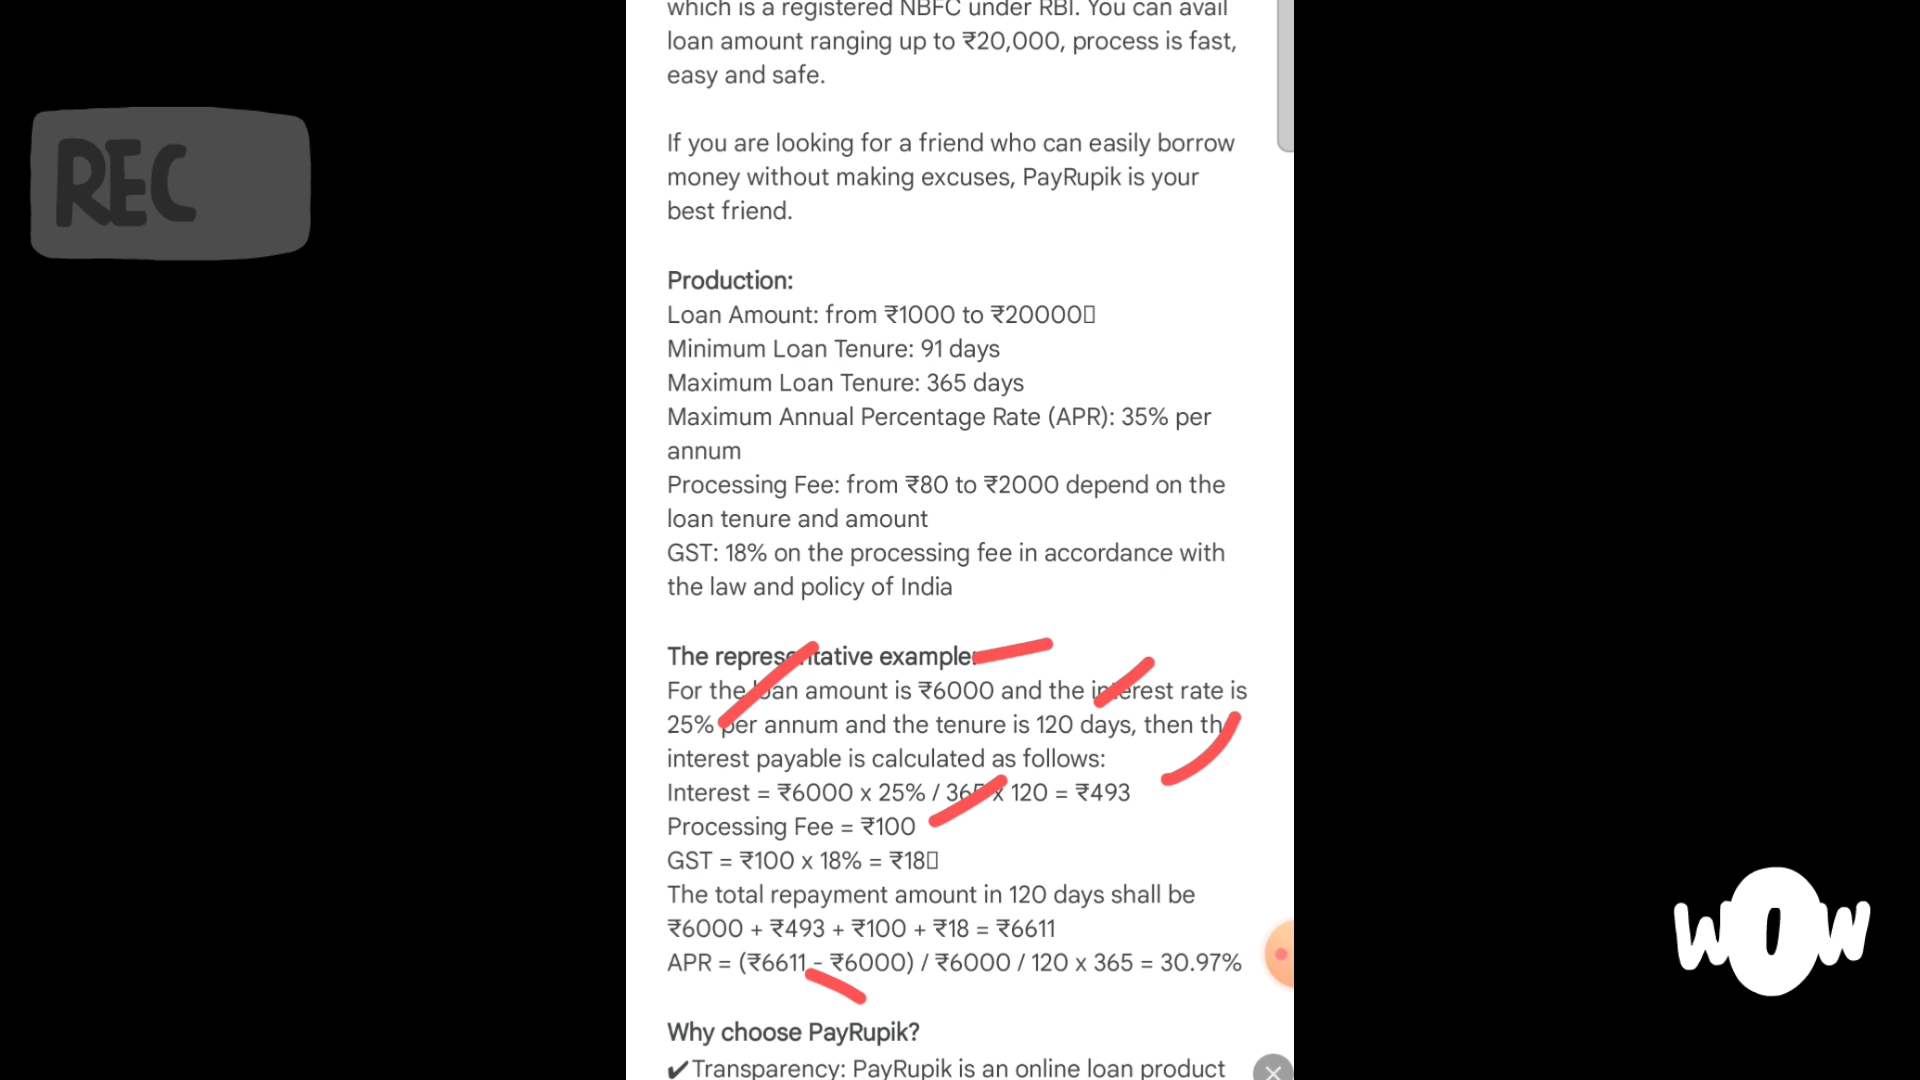 which is a registered NBFC under RBI. You can avail
loan amount ranging up to ₹20,000, process is fast,
easy and safe.
REC
If you are looking for a friend who can easily borrow
money without making excuses, PayRupik is your
best friend.
Production:
Loan Amount: from ₹1000 to ₹20000
Minimum Loan Tenure: 91 days
Maximum Loan Tenure: 365 days
Maximum Annual Percentage Rate (APR): 35% per
annum
Processing Fee: from ₹80 to ₹2000 depend on the
loan tenure and amount
GST: 18% on the processing fee in accordance with
the law and policy of India
The representative example:
For the loan amount is ₹6000 and the interest rate is
25% per annum and the tenure is 120 days, then th
interest payable is calculated as follows:
Interest = ₹6000 x 25% / 365 x 120 = ₹493
Processing Fee = ₹100
GST = ₹100 x 18% = ₹18
The total repayment amount in 120 days shall be
₹6000 + ₹493 + ₹100 + ₹18 = ₹6611
APR = (₹6611 - ₹6000) / ₹6000 / 120 x 365 = 30.97%
WOW
Why choose PayRupik?
✔Transparency: PayRupik is an online loan product